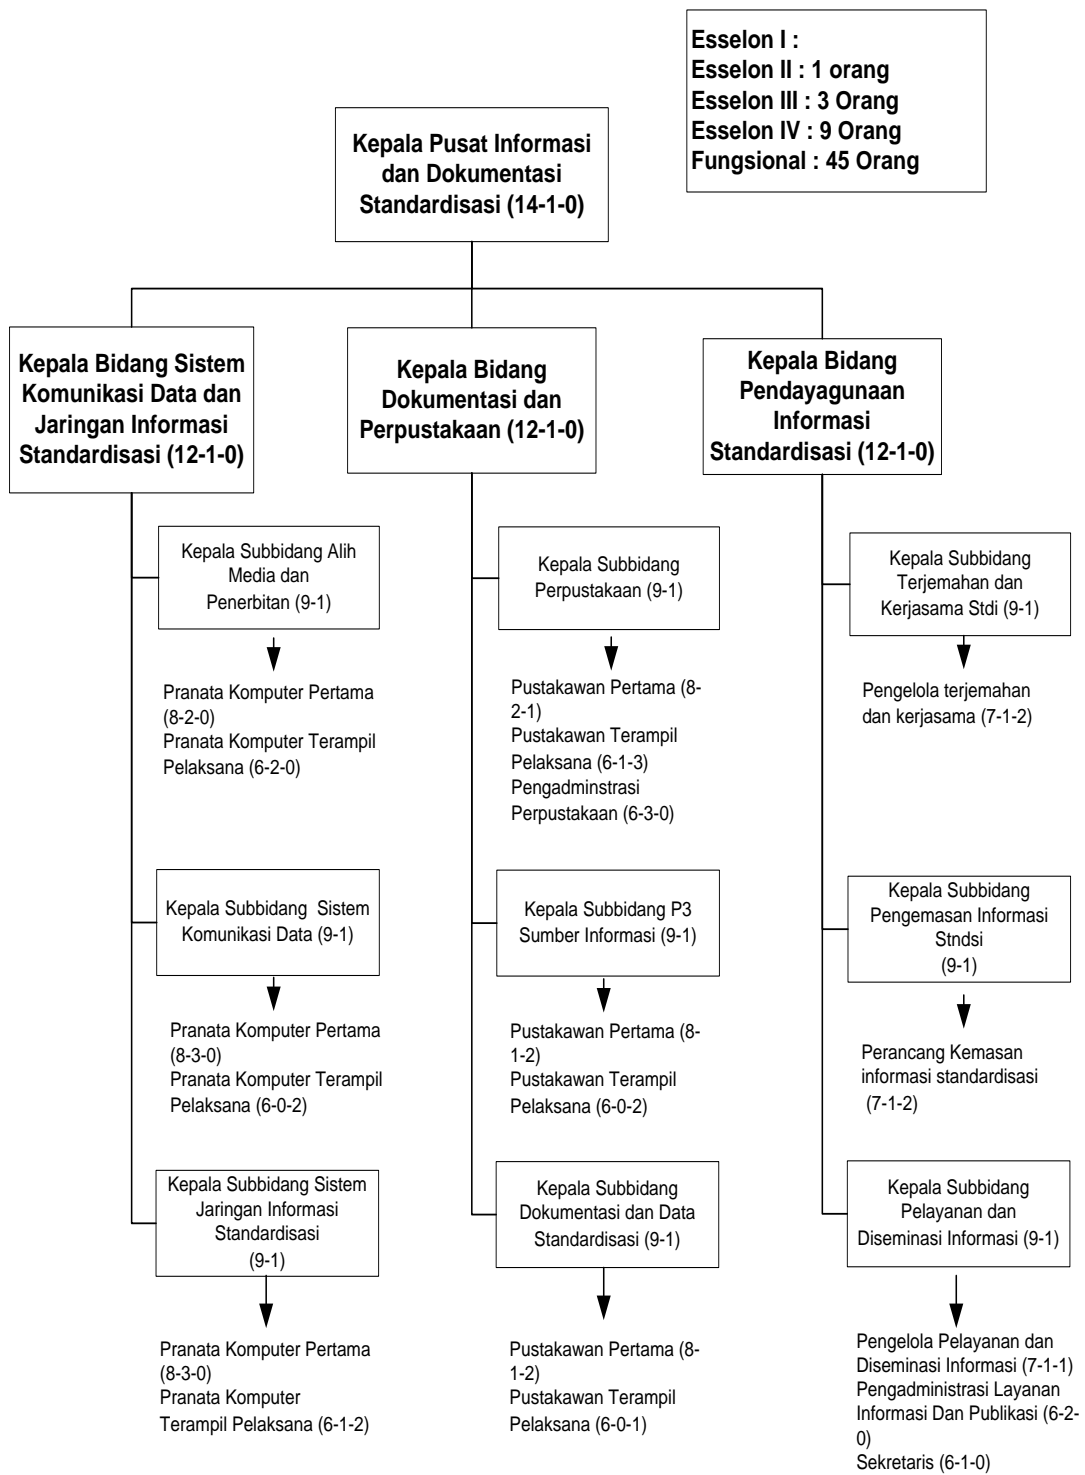 Esselon I :
Esselon II : 1 orang
Esselon III : 3 Orang
Esselon IV : 9 Orang
Fungsional : 45 Orang
Kepala Pusat Informasi
dan Dokumentasi
Standardisasi (14-1-0)
Kepala Bidang Sistem
Komunikasi Data dan
Jaringan Informasi
Standardisasi (12-1-0)
Kepala Subbidang Alih
Media dan
Penerbitan (9-1)
Pranata Komputer Pertama
(8-2-0)
Pranata Komputer Terampil
Pelaksana (6-2-0)
Kepala Subbidang Sistem
Komunikasi Data (9-1)
Pranata Komputer Pertama
(8-3-0)
Pranata Komputer Terampil
Pelaksana (6-0-2)
Kepala Subbidang Sistem
Jaringan Informasi
Standardisasi
(9-1)
Pranata Komputer Pertama
(8-3-0)
Pranata Komputer
Terampil Pelaksana (6-1-2)
Kepala Bidang
Dokumentasi dan
Perpustakaan (12-1-0)
Kepala Subbidang
Perpustakaan (9-1)
Pustakawan Pertama (8-
2-1)
Pustakawan Terampil
Pelaksana (6-1-3)
Pengadminstrasi
Perpustakaan (6-3-0)
Kepala Subbidang P3
Sumber Informasi (9-1)
Pustakawan Pertama (8-
1-2)
Pustakawan Terampil
Pelaksana (6-0-2)
Kepala Subbidang
Dokumentasi dan Data
Standardisasi (9-1)
Pustakawan Pertama (8-
1-2)
Pustakawan Terampil
Pelaksana (6-0-1)
Kepala Bidang
Pendayagunaan
Informasi
Standardisasi (12-1-0)
Kepala Subbidang
Terjemahan dan
Kerjasama Stdi (9-1)
Pengelola terjemahan
dan kerjasama (7-1-2)
Kepala Subbidang
Pengemasan Informasi
Stndsi
(9-1)
Perancang Kemasan
informasi standardisasi
(7-1-2)
Kepala Subbidang
Pelayanan dan
Diseminasi Informasi (9-1)
Pengelola Pelayanan dan
Diseminasi Informasi (7-1-1)
Pengadministrasi Layanan
Informasi Dan Publikasi (6-2-
0)
Sekretaris (6-1-0)